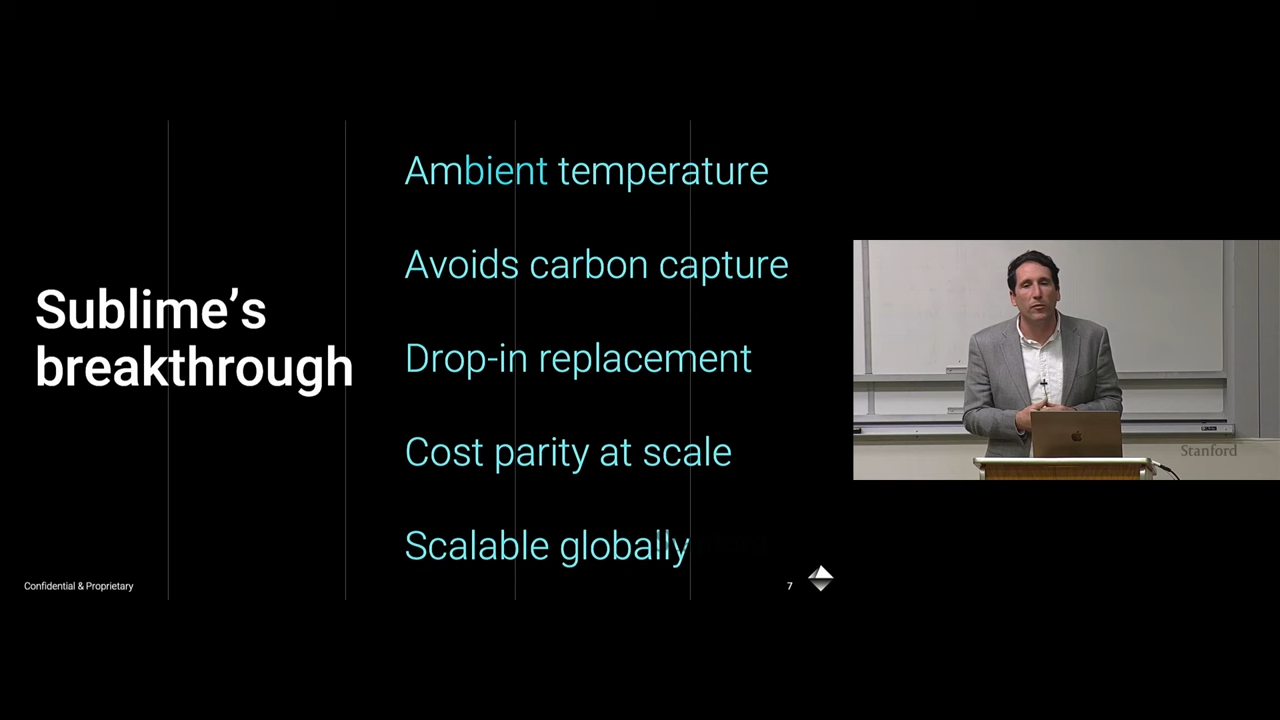 Sublime’s
breakthrough
Ambient temperature
Avoids carbon capture
Drop-in replacement
Cost parity at scale
Scalable globally
Confidential & Proprietary
7
Stanford